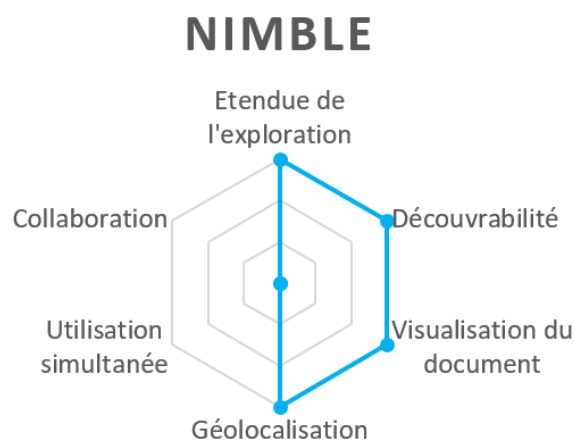 NIMBLE
Etendue de
l'exploration
Collaboration
Découvrabilité
Utilisation
simultanée
Visualisation du
document
Géolocalisation